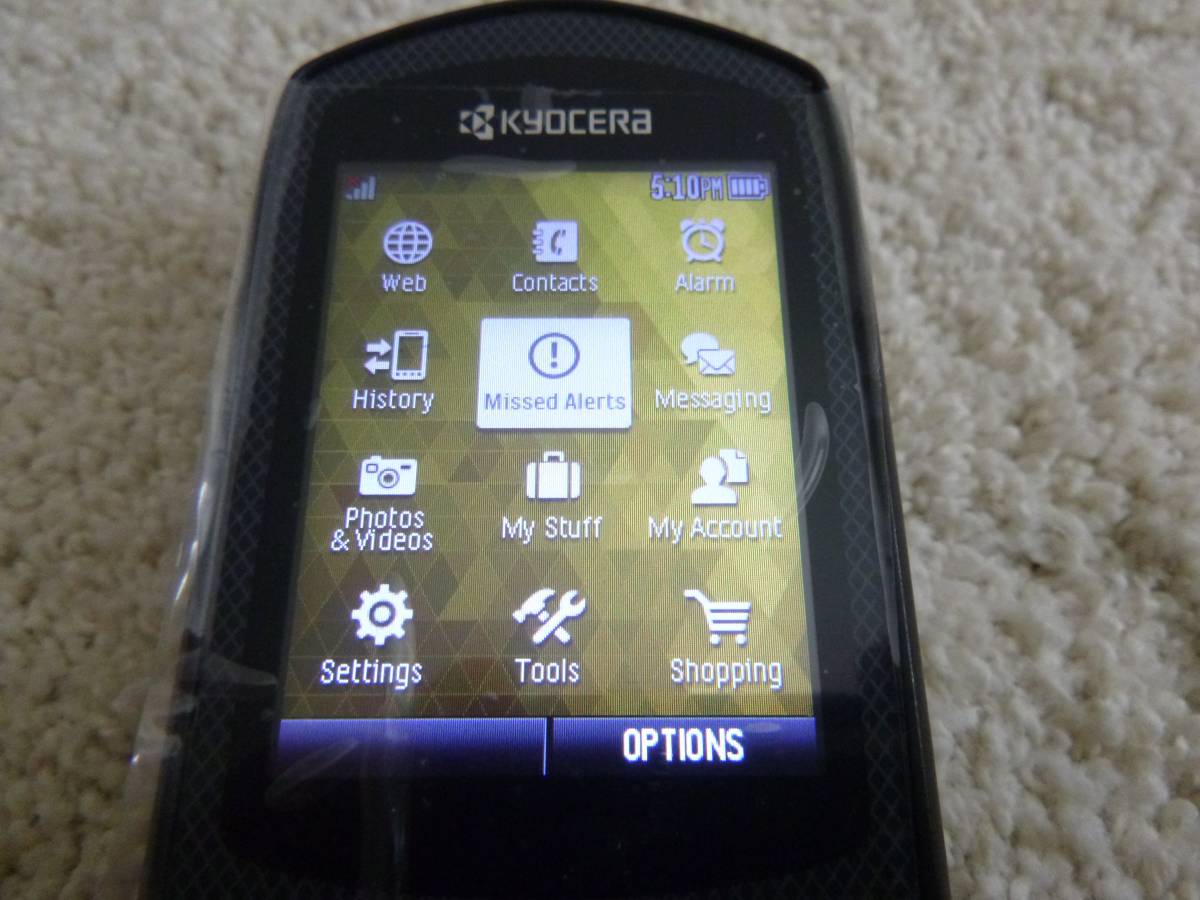 KYOCERA
5:10PM
Web
Contacts
Alarm
History
Missed Alerts
Messaging
Photos
& Videos
My Stuff
My Account
Settings
Tools
Shopping
OPTIONS